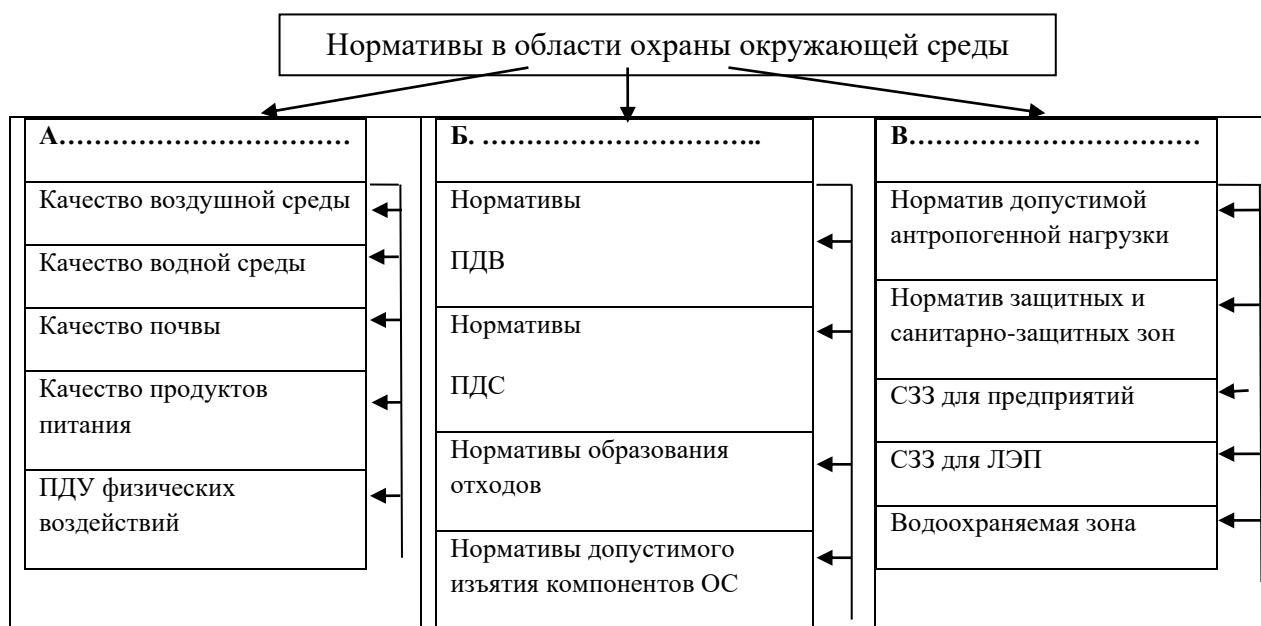 Нормативы в области охраны окружающей среды
А……………………………
Качество воздушной среды
Качество водной среды
Качество почвы
Качество продуктов
питания
ПДУ физических
воздействий
Б. …………………………..
Нормативы
ПДВ
Нормативы
ПДС
Нормативы образования
отходов
Нормативы допустимого
изъятия компонентов ОС
В…………………………
Норматив допустимой
антропогенной нагрузки
Норматив защитных и
санитарно-защитных зон
СЗЗ для предприятий
СЗЗ для ЛЭП
Водоохраняемая зона